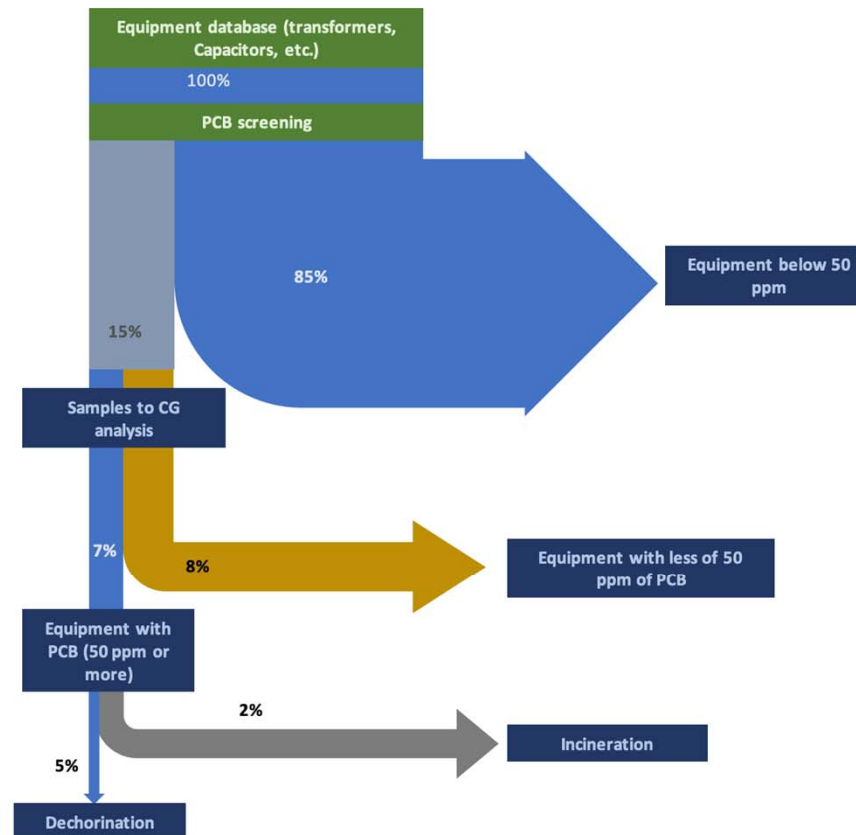 Equipment database (transformers,
Capacitors, etc.)
100%
PCB screening
85%
Equipment below 50
ppm
15%
Samples to CG
analysis
7%
8%
Equipment with less of 50
ppm of PCB
Equipment with
PCB (50 ppm or
more)
2%
Incineration
5%
Dechorination